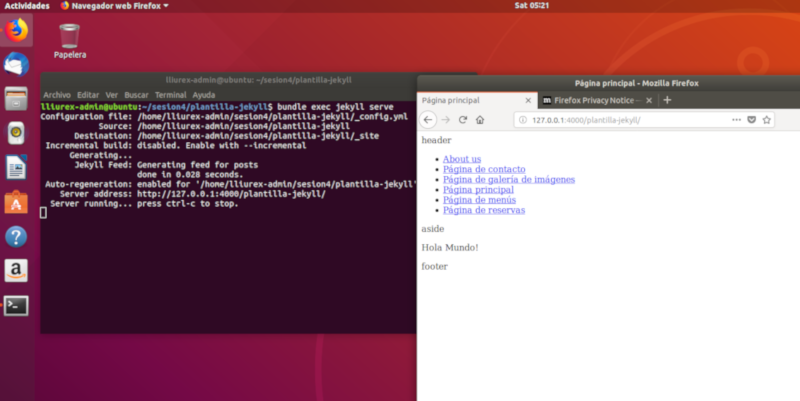 Actividades
Navegador web Firefox
Sat 05:21
Papelera
lliurex-admin@ubuntu: ~/sesion4/plantilla-jekyll
Archivo Editar Ver Buscar Terminal Ayuda
lliurex-admin@ubuntu:~/sesion4/plantilla-jekyll$ bundle exec jekyll serve
Configuration file: /home/lliurex-admin/sesion4/plantilla-jekyll/_config.yml
Source: /home/lliurex-admin/sesion4/plantilla-jekyll
Destination: /home/lliurex-admin/sesion4/plantilla-jekyll/_site
Incremental build: disabled. Enable with --incremental
Generating...
Jekyll Feed: Generating feed for posts
done in 0.028 seconds.
Auto-regeneration: enabled for '/home/lliurex-admin/sesion4/plantilla-jekyll'
Server address: http://127.0.0.1:4000/plantilla-jekyll/
Server running... press ctrl-c to stop.
Página principal - Mozilla Firefox
Página principal
Firefox Privacy Notice —
127.0.0.1:4000/plantilla-jekyll/
header
About us
Página de contacto
Página de galería de imágenes
Página principal
Página de menús
Página de reservas
aside
Hola Mundo!
footer